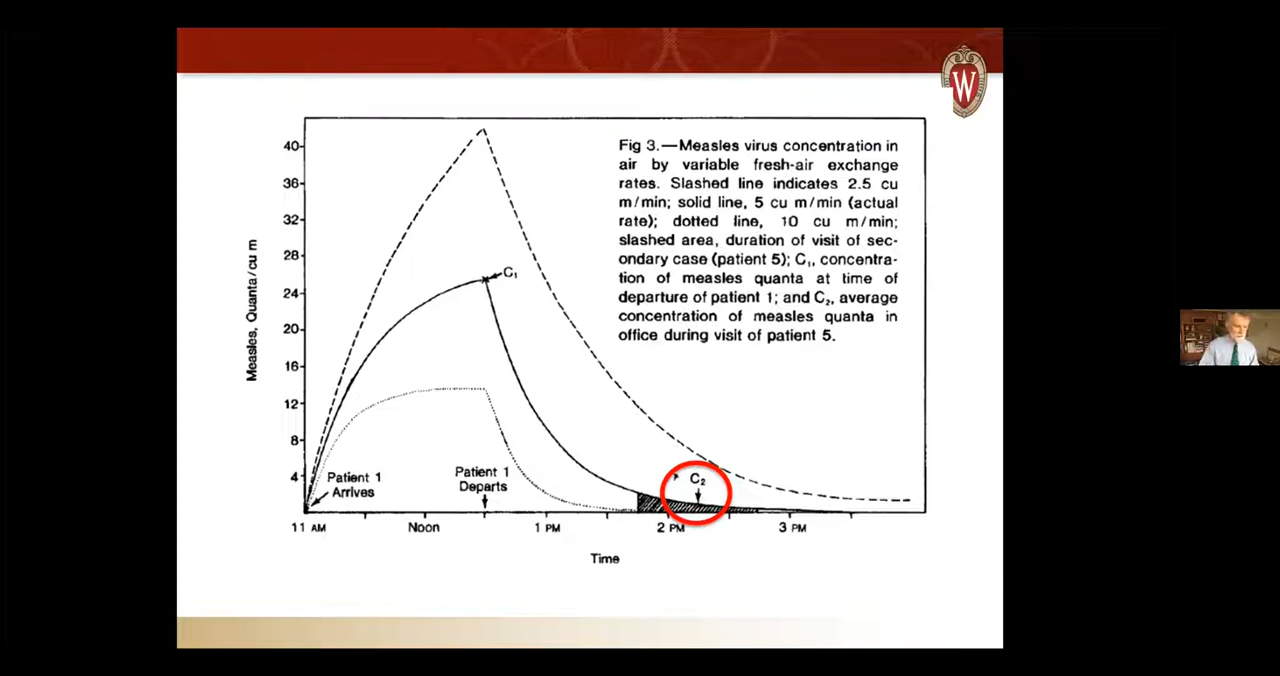 W
40
36
32
28
24
20
16
12
8
4
Measles, Quanta/cu m
Fig 3.—Measles virus concentration in
air by variable fresh-air exchange
rates. Slashed line indicates 2.5 cu
m/min; solid line, 5 cu m/min (actual
rate); dotted line, 10 cu m/min;
slashed area, duration of visit of sec-
ondary case (patient 5); C₁, concentra-
tion of measles quanta at time of
departure of patient 1; and C₂, average
concentration of measles quanta in
office during visit of patient 5.
C₁
Patient 1
Arrives
Patient 1
Departs
C₂
11 AM Noon 1 PM 2 PM 3 PM
Time